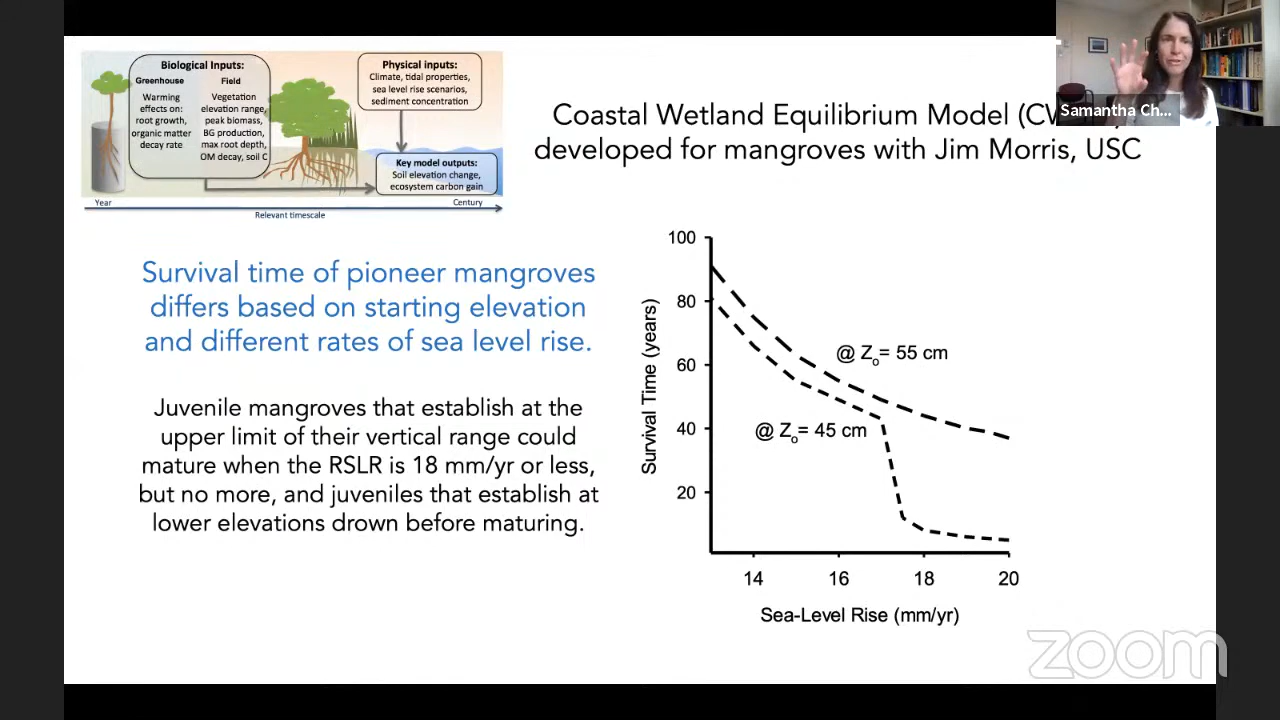 Biological Inputs:
Greenhouse
Warming
effects on:
root growth,
organic matter
decay rate
Field
Vegetation
elevation range,
peak biomass,
BG production,
max root depth,
OM decay, soil C
Physical inputs:
Climate, tidal properties,
sea level rise scenarios,
sediment concentration
Key model outputs:
Soil elevation change,
ecosystem carbon gain
Year
Century
Relevant timescale
Samantha Ch...
Coastal Wetland Equilibrium Model
developed for mangroves with Jim Morris, USC
Survival time of pioneer mangroves
differs based on starting elevation
and different rates of sea level rise.
Juvenile mangroves that establish at the
upper limit of their vertical range could
mature when the RSLR is 18 mm/yr or less,
but no more, and juveniles that establish at
lower elevations drown before maturing.
Survival Time (years)
100
80
60
40
20
@ Zo= 55 cm
@ Zo= 45 cm
14 16 18 20
Sea-Level Rise (mm/yr)
zoom